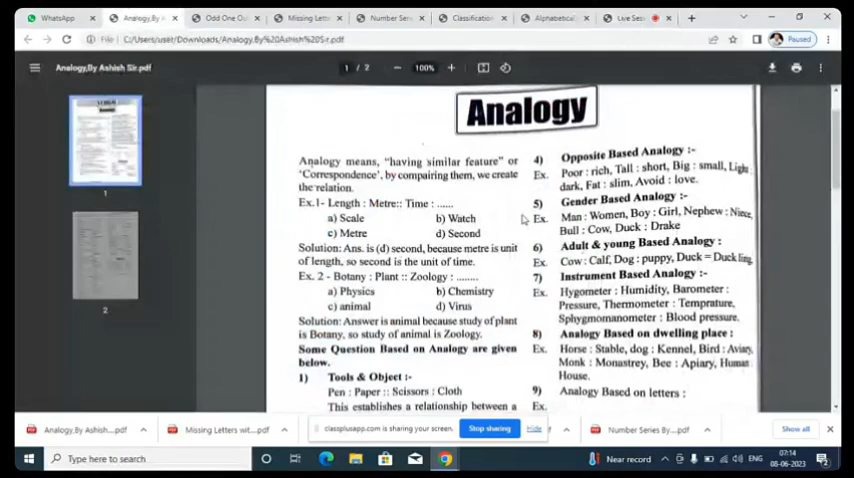 WhatsApp
Analogy,By A
Odd One Out
Missing Lette
Number Seri
Classification
Alphabetical
Live Sess
File C:/Users/user/Downloads/Analogy,By%20Ashish%20Sir.pdf
Paused
Analogy,By Ashish Sir.pdf
1 / 2
100%
1
2
Analogy
Analogy means, "having similar feature" or
'Correspondence', by compairing them, we create
the relation.
Ex.1- Length : Metre:: Time : ......
a) Scale b) Watch
c) Metre d) Second
Solution: Ans. is (d) second, because metre is unit
of length, so second is the unit of time.
Ex. 2 - Botany : Plant :: Zoology : ........
a) Physics b) Chemistry
c) animal d) Virus
Solution: Answer is animal because study of plant
is Botany, so study of animal is Zoology.
Some Question Based on Analogy are given
below.
1) Tools & Object :-
Pen : Paper :: Scissors : Cloth
This establishes a relationship between a
4) Opposite Based Analogy :-
Ex. Poor : rich, Tall : short, Big : small, Light
dark, Fat : slim, Avoid : love.
5) Gender Based Analogy :-
Ex. Man : Women, Boy : Girl, Nephew : Niece,
Bull : Cow, Duck : Drake
6) Adult & young Based Analogy :
Ex. Cow : Calf, Dog : puppy, Duck = Duck ling
7) Instrument Based Analogy :-
Ex. Hygometer : Humidity, Barometer :
Pressure, Thermometer : Temprature,
Sphygmomanometer : Blood pressure.
8) Analogy Based on dwelling place :
Ex. Horse : Stable, dog : Kennel, Bird : Aviary,
Monk : Monastrey, Bee : Apiary, Human
House.
9) Analogy Based on letters :
Ex.
Analogy,By Ashish....pdf
Missing Letters wit....pdf
classplusapp.com is sharing your screen.
Stop sharing
Hide
Number Series By....pdf
Show all
Type here to search
Near record
ENG
07:14
08-06-2023
2